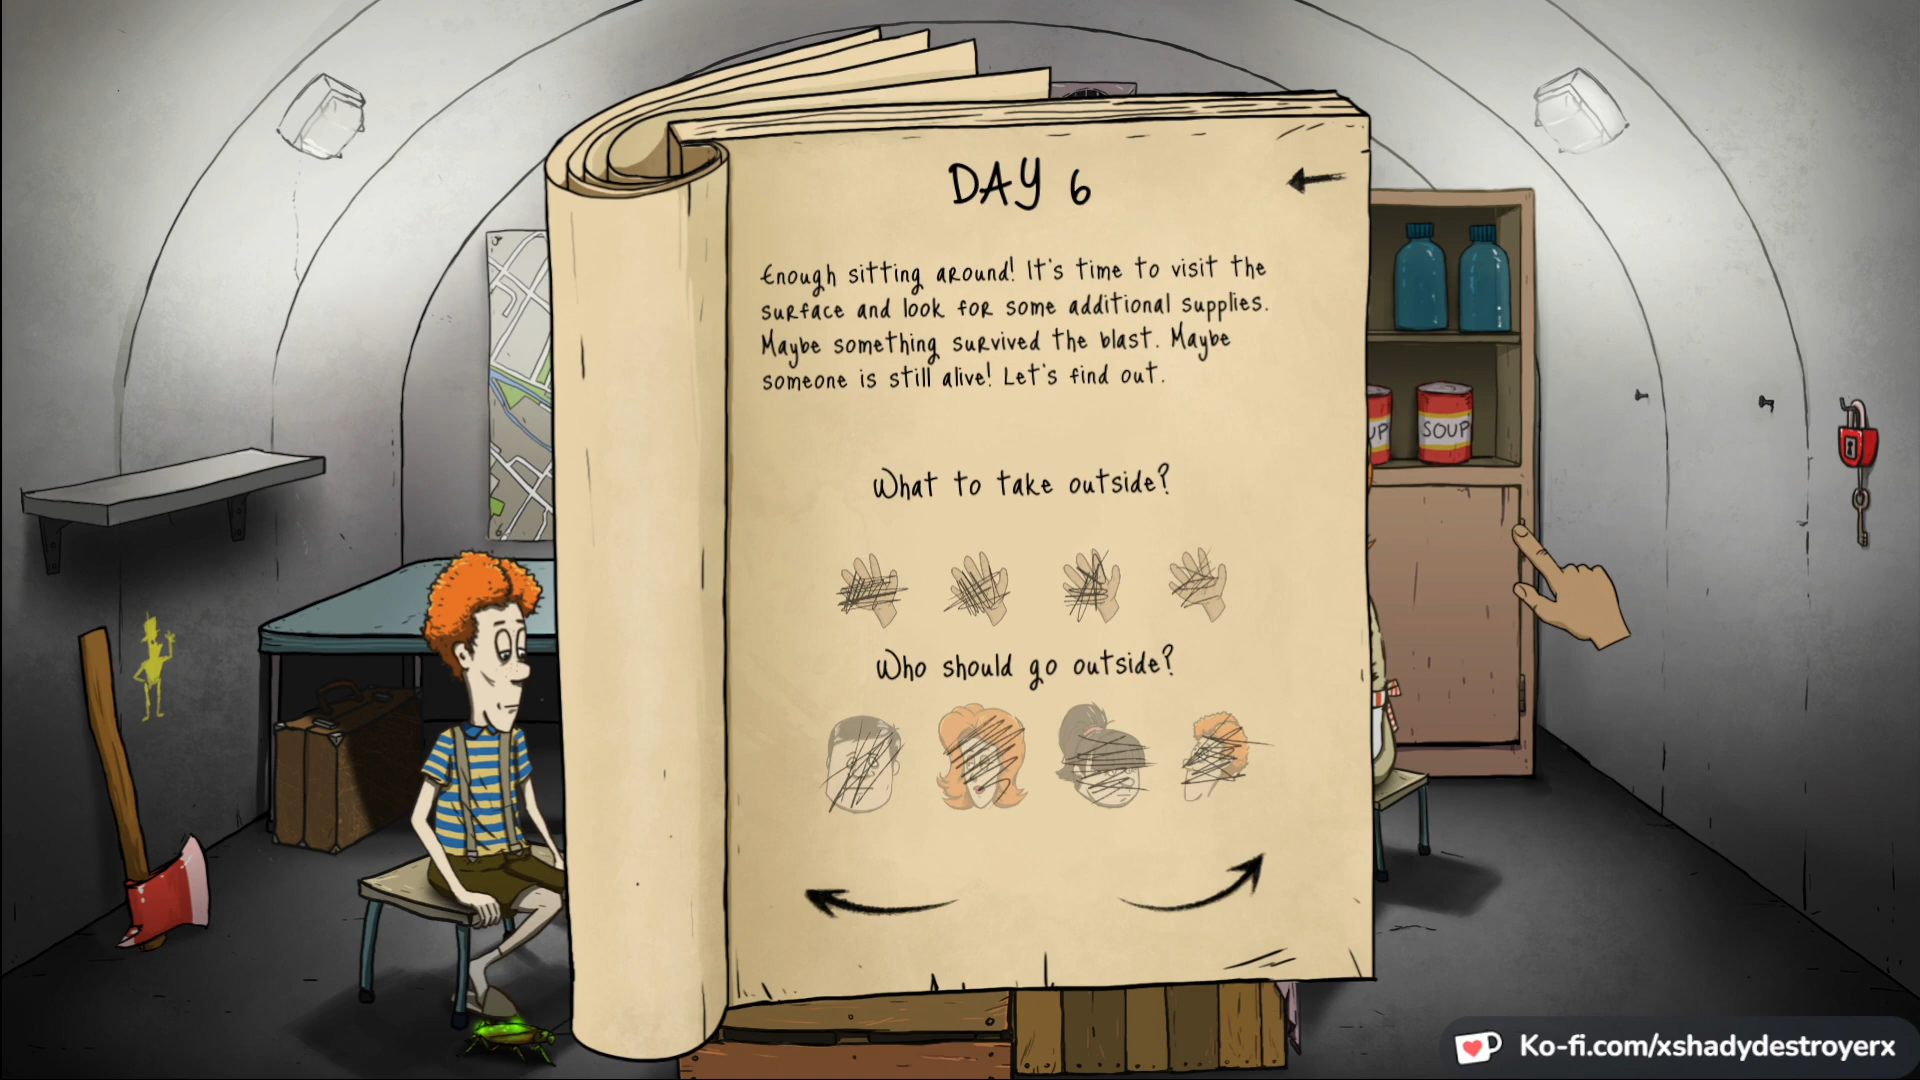 DAY 6
Enough sitting around! It's time to visit the
surface and look for some additional supplies.
Maybe something survived the blast. Maybe
someone is still alive! Let's find out.
What to take outside?
Who should go outside?
UP
SOUP
Ko-fi.com/xshadydestroyerx